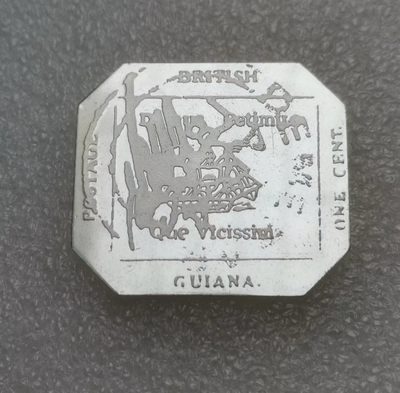 BRITISH
POSTAGE
Petimus
Que Vicissim
ONE CENT.
GUIANA.